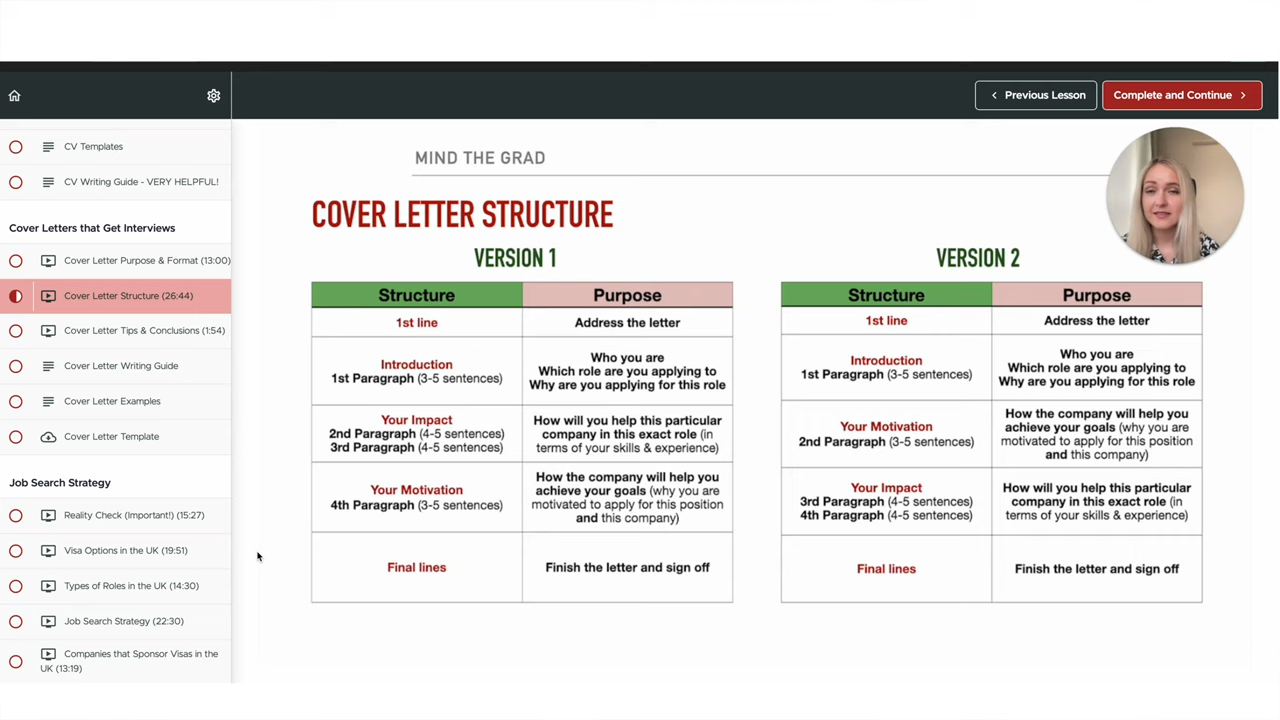 Previous Lesson
Complete and Continue
CV Templates
CV Writing Guide - VERY HELPFUL!
Cover Letters that Get Interviews
Cover Letter Purpose & Format (13:00)
Cover Letter Structure (26:44)
Cover Letter Tips & Conclusions (1:54)
Cover Letter Writing Guide
Cover Letter Examples
Cover Letter Template
Job Search Strategy
Reality Check (Important!) (15:27)
Visa Options in the UK (19:51)
Types of Roles in the UK (14:30)
Job Search Strategy (22:30)
Companies that Sponsor Visas in the
UK (13:19)
MIND THE GRAD
COVER LETTER STRUCTURE
VERSION 1
Structure
Purpose
1st line
Address the letter
Introduction
1st Paragraph (3-5 sentences)
Who you are
Which role are you applying to
Why are you applying for this role
Your Impact
2nd Paragraph (4-5 sentences)
3rd Paragraph (4-5 sentences)
How will you help this particular
company in this exact role (in
terms of your skills & experience)
Your Motivation
4th Paragraph (3-5 sentences)
How the company will help you
achieve your goals (why you are
motivated to apply for this position
and this company)
Final lines
Finish the letter and sign off
VERSION 2
Structure
Purpose
1st line
Address the letter
Introduction
1st Paragraph (3-5 sentences)
Who you are
Which role are you applying to
Why are you applying for this role
Your Motivation
2nd Paragraph (3-5 sentences)
How the company will help you
achieve your goals (why you are
motivated to apply for this position
and this company)
Your Impact
3rd Paragraph (4-5 sentences)
4th Paragraph (4-5 sentences)
How will you help this particular
company in this exact role (in
terms of your skills & experience)
Final lines
Finish the letter and sign off